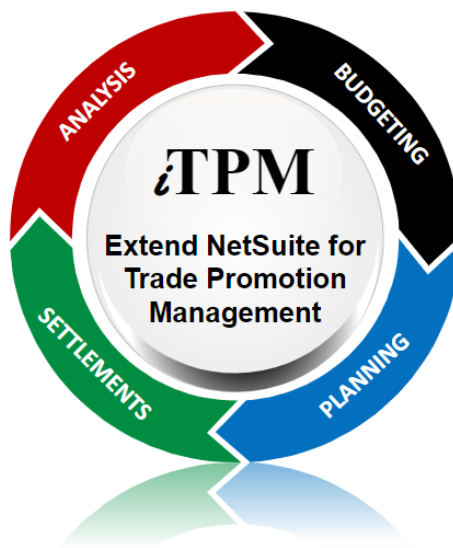 ANALYSIS
BUDGETING
iTPM
Extend NetSuite for
Trade Promotion
Management
SETTLEMENTS
PLANNING